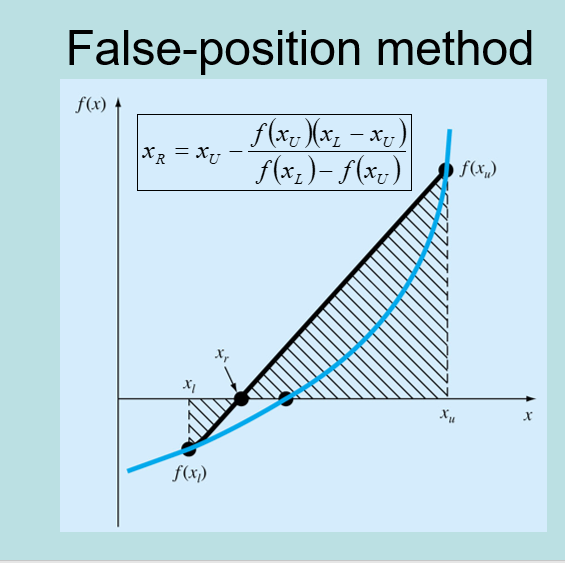 False-position method
f(x)
x_R = x_U − f(x_U)(x_L − x_U) / f(x_L) − f(x_U)
f(x_u)
x_r
x_l
x_u
x
f(x_l)